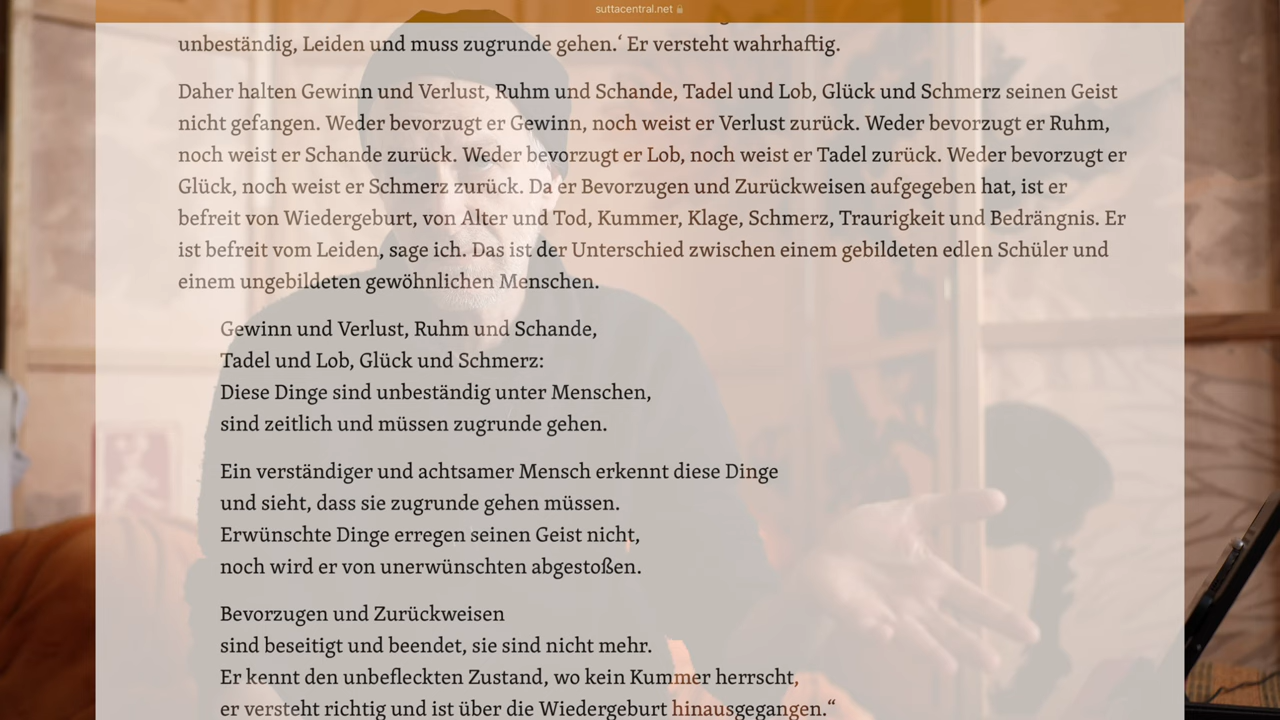 suttacentral.net
unbeständig, Leiden und muss zugrunde gehen.‘ Er versteht wahrhaftig.
Daher halten Gewinn und Verlust, Ruhm und Schande, Tadel und Lob, Glück und Schmerz seinen Geist
nicht gefangen. Weder bevorzugt er Gewinn, noch weist er Verlust zurück. Weder bevorzugt er Ruhm,
noch weist er Schande zurück. Weder bevorzugt er Lob, noch weist er Tadel zurück. Weder bevorzugt er
Glück, noch weist er Schmerz zurück. Da er Bevorzugen und Zurückweisen aufgegeben hat, ist er
befreit von Wiedergeburt, von Alter und Tod, Kummer, Klage, Schmerz, Traurigkeit und Bedrängnis. Er
ist befreit vom Leiden, sage ich. Das ist der Unterschied zwischen einem gebildeten edlen Schüler und
einem ungebildeten gewöhnlichen Menschen.
Gewinn und Verlust, Ruhm und Schande,
Tadel und Lob, Glück und Schmerz:
Diese Dinge sind unbeständig unter Menschen,
sind zeitlich und müssen zugrunde gehen.
Ein verständiger und achtsamer Mensch erkennt diese Dinge
und sieht, dass sie zugrunde gehen müssen.
Erwünschte Dinge erregen seinen Geist nicht,
noch wird er von unerwünschten abgestoßen.
Bevorzugen und Zurückweisen
sind beseitigt und beendet, sie sind nicht mehr.
Er kennt den unbefleckten Zustand, wo kein Kummer herrscht,
er versteht richtig und ist über die Wiedergeburt hinausgegangen.“